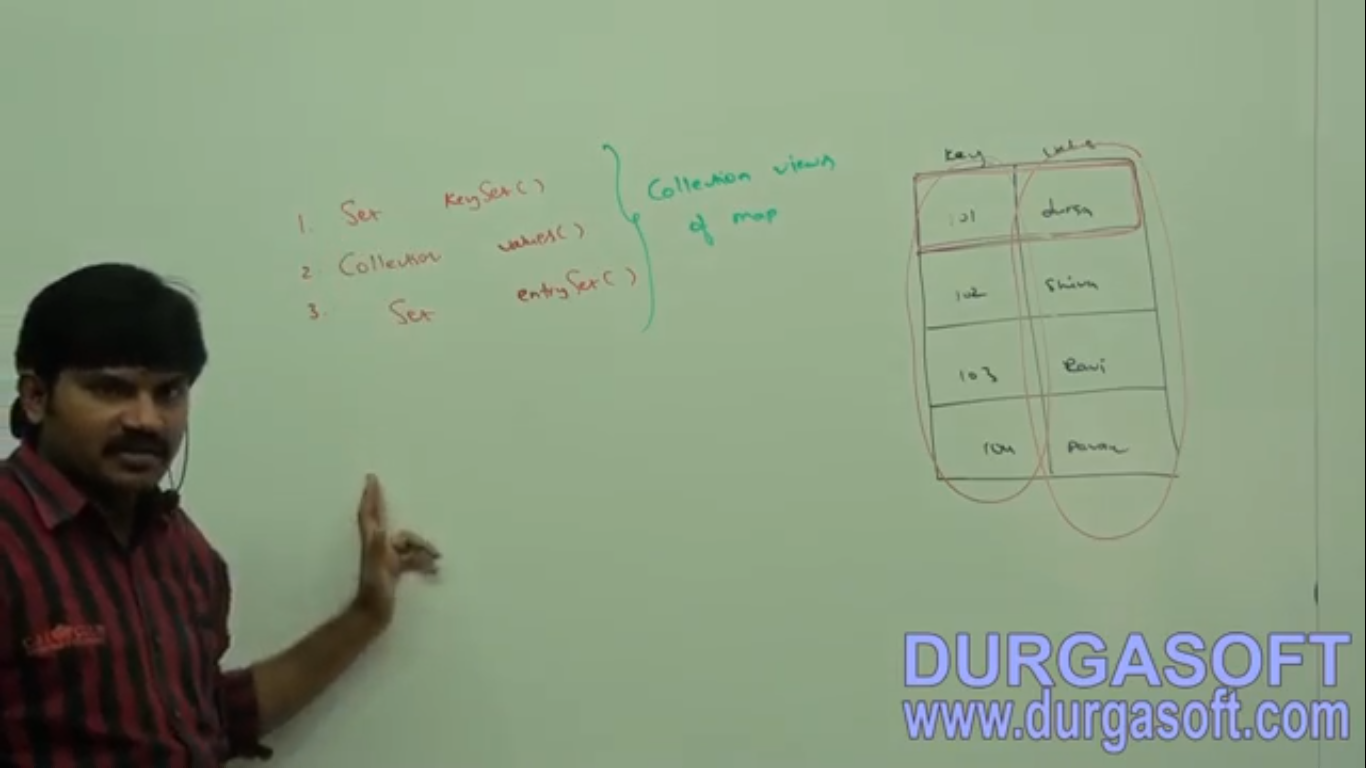 1. Set keySet()
2. Collection values()
3. Set entrySet()
Collection views
of map
key value
101 durga
102 Shiva
103 Ravi
104 Pavan
DURGASOFT
www.durgasoft.com